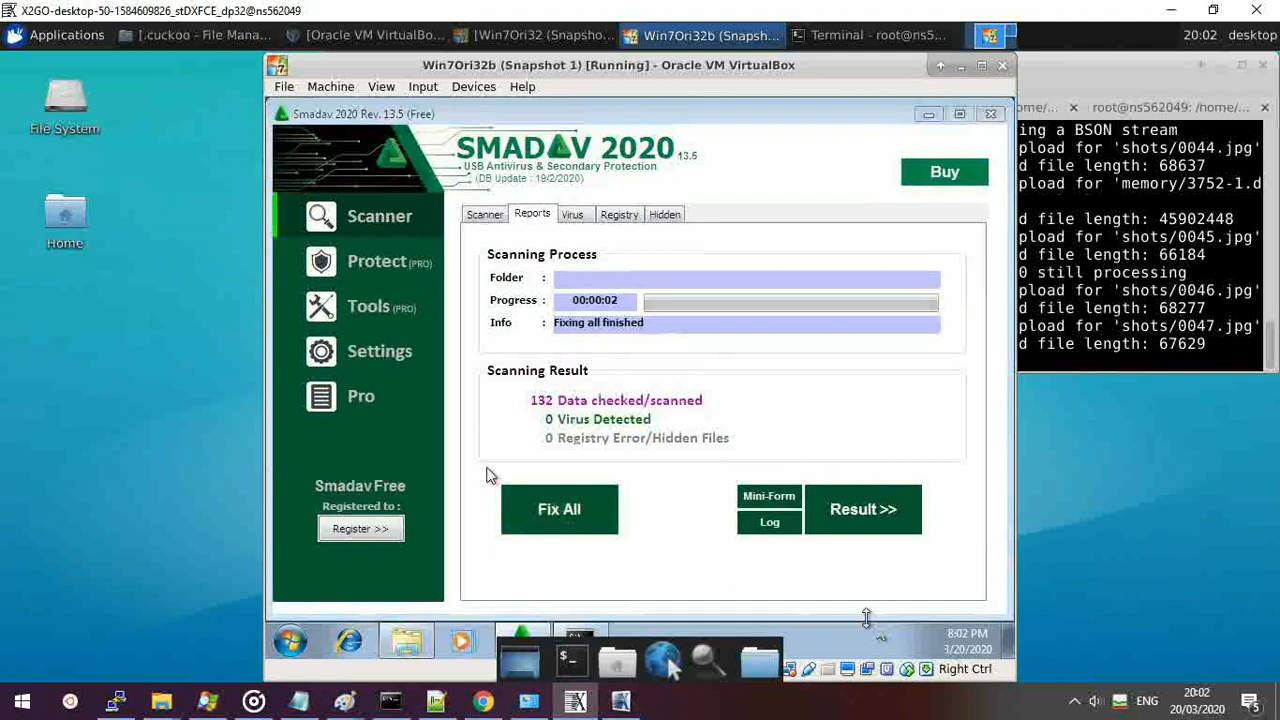 X2GO-desktop-50-1584609826_stDXFCE_dp32@ns562049
Applications
[.cuckoo - File Mana...
[Oracle VM VirtualBo...
[Win7Ori32 (Snapsho...
Win7Ori32b (Snapsh...
Terminal - root@ns5...
20:02
desktop
File System
Home
Win7Ori32b (Snapshot 1) [Running] - Oracle VM VirtualBox
File Machine View Input Devices Help
Smadav 2020 Rev. 13.5 (Free)
SMADAV 2020 13.5
USB Antivirus & Secondary Protection
(DB Update : 19/2/2020)
Buy
Scanner
Protect (PRO)
Tools (PRO)
Settings
Pro
Smadav Free
Registered to :
Register >>
Scanner Reports Virus Registry Hidden
Scanning Process
Folder :
Progress : 00:00:02
Info : Fixing all finished
Scanning Result
132 Data checked/scanned
0 Virus Detected
0 Registry Error/Hidden Files
Fix All
Mini-Form
Log
Result >>
8:02 PM
3/20/2020
Right Ctrl
ome/...
root@ns562049: /home/...
ing a BSON stream
pload for 'shots/0044.jpg'
d file length: 68637
pload for 'memory/3752-1.d
d file length: 45902448
pload for 'shots/0045.jpg'
d file length: 66184
0 still processing
pload for 'shots/0046.jpg'
d file length: 68277
pload for 'shots/0047.jpg'
d file length: 67629
ENG
20:02
20/03/2020
5